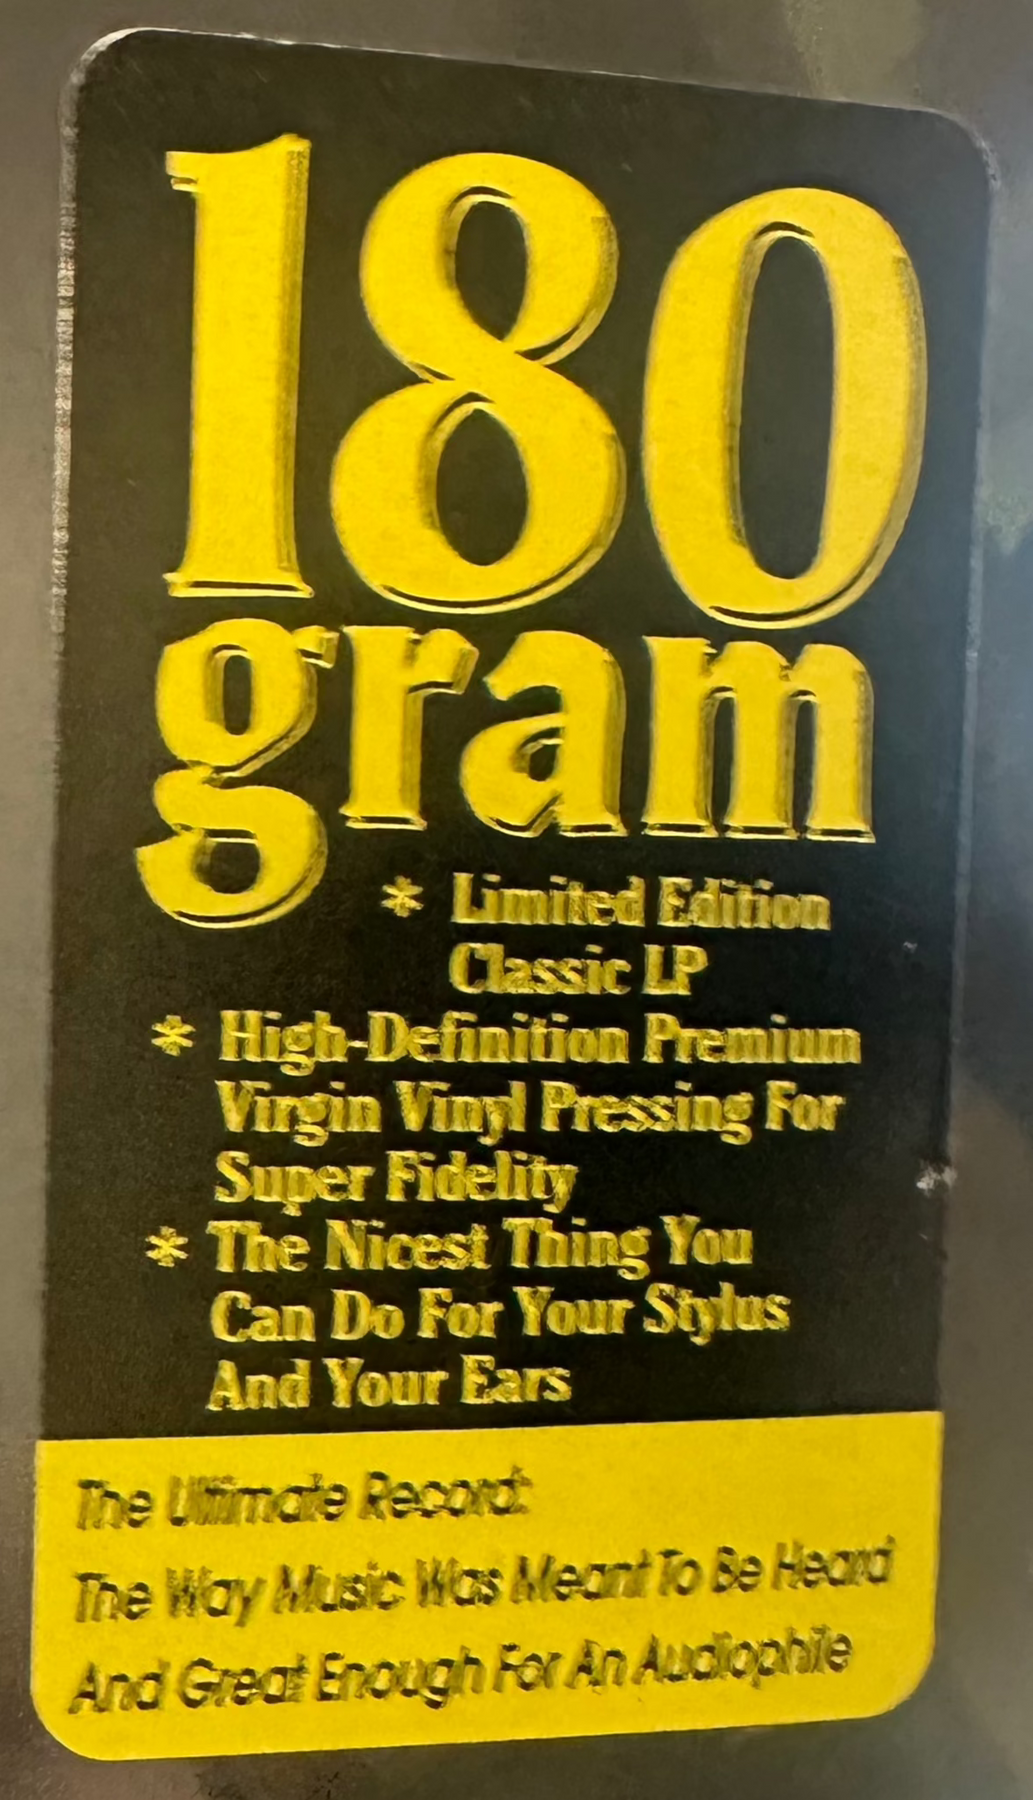 180
gram
* Limited Edition
Classic LP
* High-Definition Premium
Virgin Vinyl Pressing For
Super Fidelity
* The Nicest Thing You
Can Do For Your Stylus
And Your Ears
The Ultimate Record:
The Way Music Was Meant To Be Heard
And Great Enough For An Audiophile